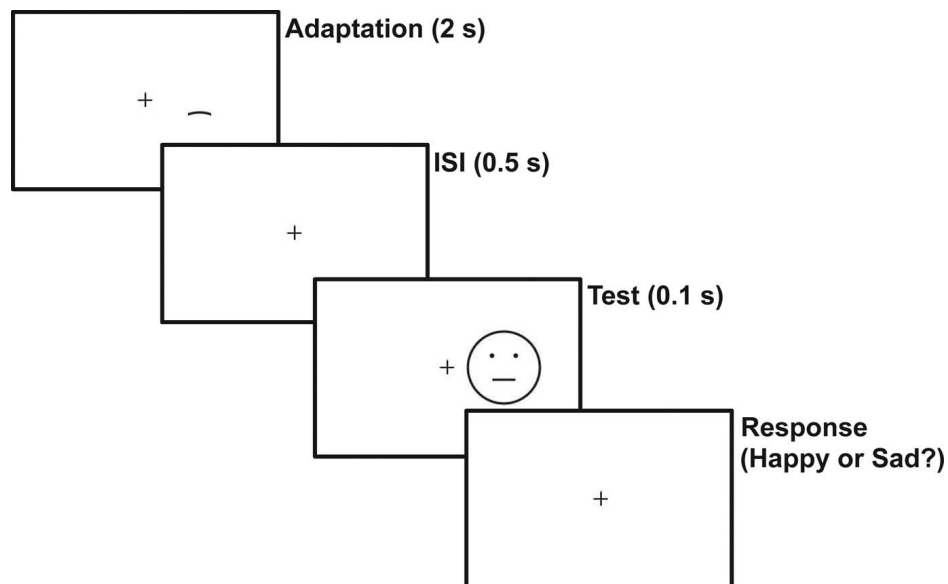 Adaptation (2 s)
ISI (0.5 s)
Test (0.1 s)
Response
(Happy or Sad?)